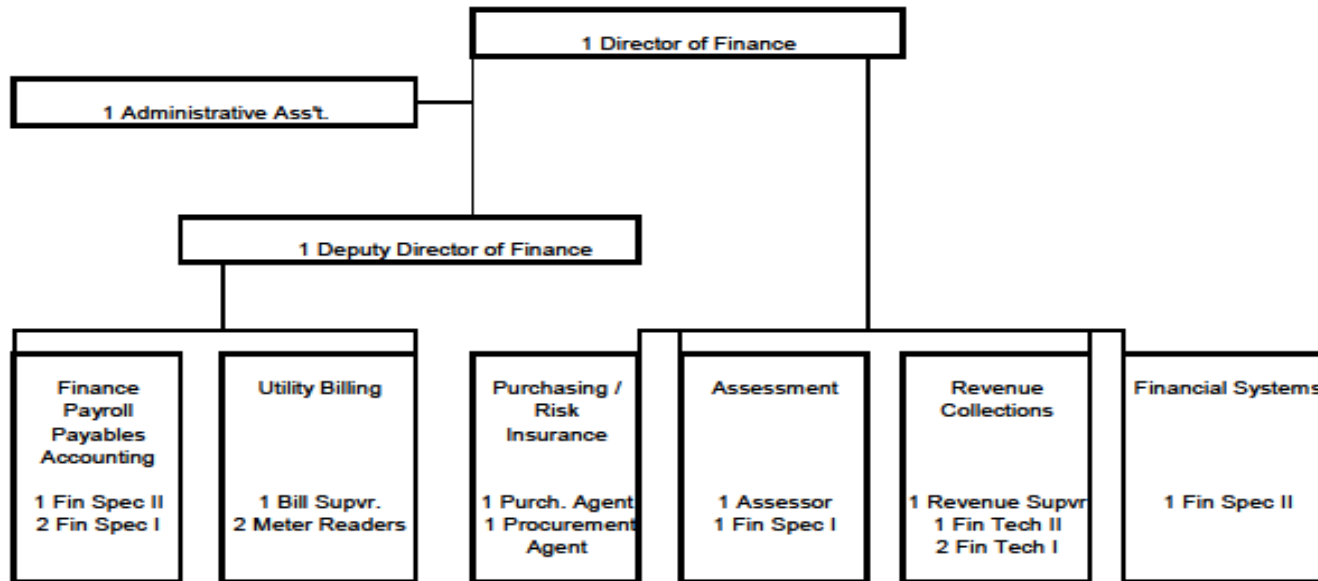 1 Director of Finance
1 Administrative Ass't.
1 Deputy Director of Finance
Finance
Payroll
Payables
Accounting
1 Fin Spec II
2 Fin Spec I
Utility Billing
1 Bill Supvr.
2 Meter Readers
Purchasing /
Risk
Insurance
1 Purch. Agent
1 Procurement
Agent
Assessment
1 Assessor
1 Fin Spec I
Revenue
Collections
1 Revenue Supvr
1 Fin Tech II
2 Fin Tech I
Financial Systems
1 Fin Spec II